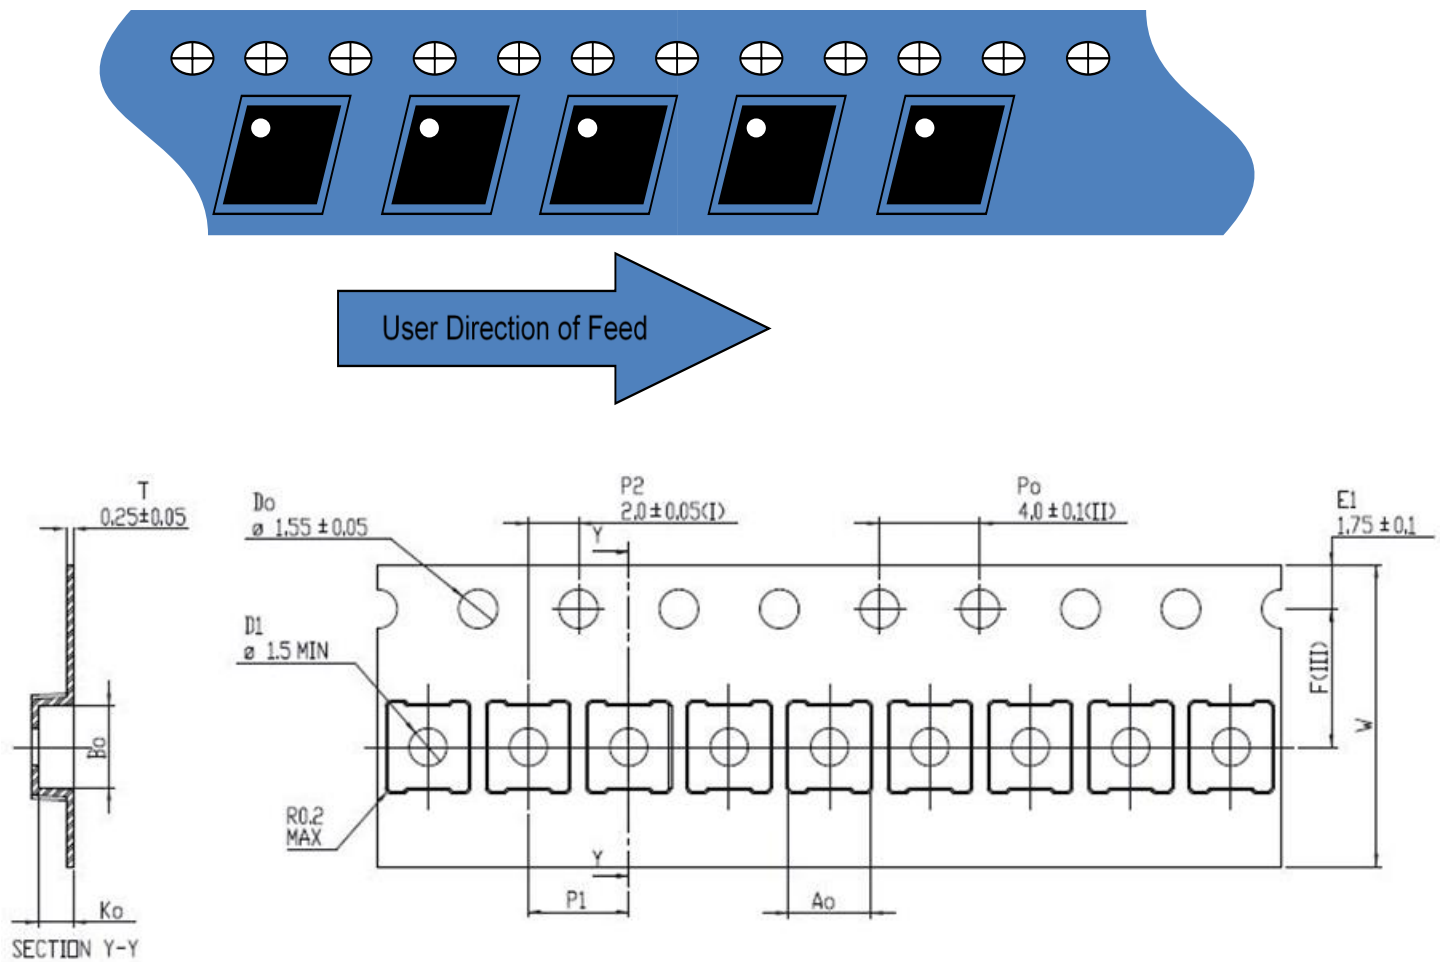 User Direction of Feed
T
0.25±0.05
Do
ø 1.55 ±0.05
P2
2.0±0.05(I)
Po
4.0 ±0.1(II)
E1
1.75 ±0.1
Y
D1
ø 1.5 MIN
F(III)
W
Bo
R0.2
MAX
Y
P1
Ao
Ko
SECTION Y-Y